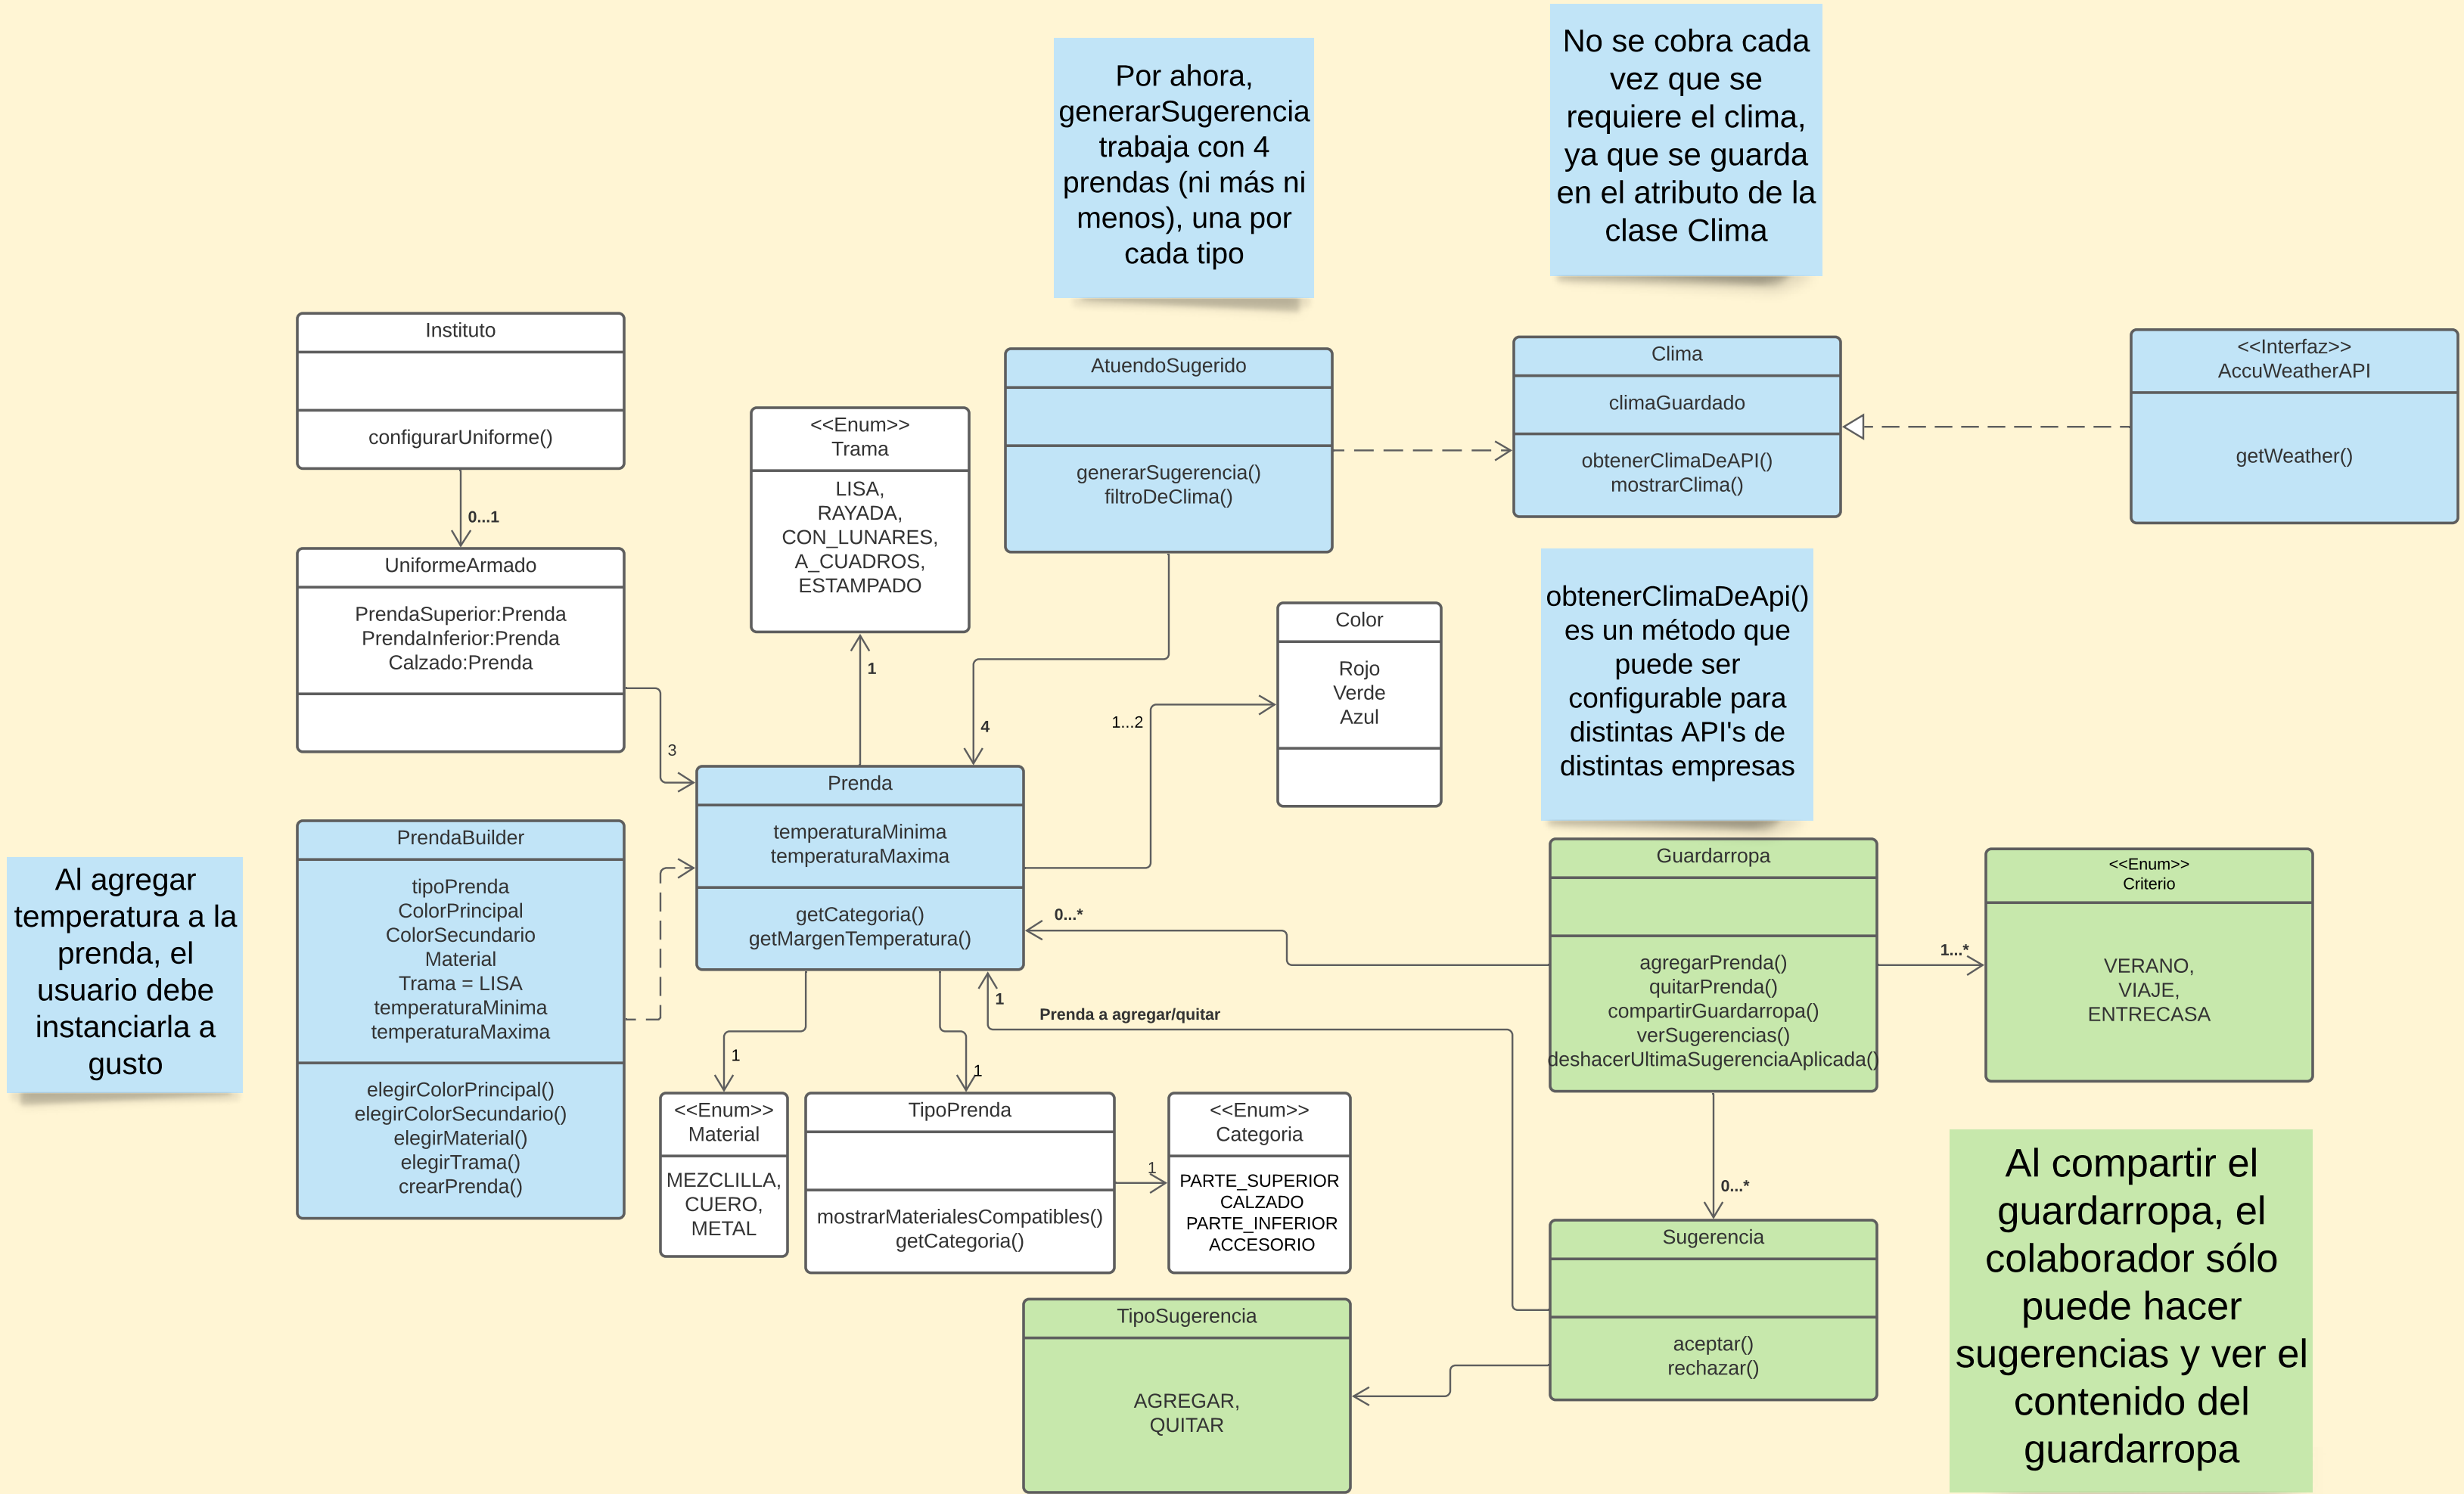 Por ahora,
generarSugerencia
trabaja con 4
prendas (ni más ni
menos), una por
cada tipo
No se cobra cada
vez que se
requiere el clima,
ya que se guarda
en el atributo de la
clase Clima
Instituto
configurarUniforme()
0...1
UniformeArmado
PrendaSuperior:Prenda
PrendaInferior:Prenda
Calzado:Prenda
3
<<Enum>>
Trama
LISA,
RAYADA,
CON_LUNARES,
A_CUADROS,
ESTAMPADO
1
AtuendoSugerido
generarSugerencia()
filtroDeClima()
4
Clima
climaGuardado
obtenerClimaDeAPI()
mostrarClima()
<<Interfaz>>
AccuWeatherAPI
getWeather()
Color
Rojo
Verde
Azul
1...2
obtenerClimaDeApi()
es un método que
puede ser
configurable para
distintas API's de
distintas empresas
Al agregar
temperatura a la
prenda, el
usuario debe
instanciarla a
gusto
PrendaBuilder
tipoPrenda
ColorPrincipal
ColorSecundario
Material
Trama = LISA
temperaturaMinima
temperaturaMaxima
elegirColorPrincipal()
elegirColorSecundario()
elegirMaterial()
elegirTrama()
crearPrenda()
Prenda
temperaturaMinima
temperaturaMaxima
getCategoria()
getMargenTemperatura()
0...*
1
Prenda a agregar/quitar
Guardarropa
agregarPrenda()
quitarPrenda()
compartirGuardarropa()
verSugerencias()
deshacerUltimaSugerenciaAplicada()
1...*
<<Enum>>
Criterio
VERANO,
VIAJE,
ENTRECASA
1
<<Enum>>
Material
MEZCLILLA,
CUERO,
METAL
1
TipoPrenda
mostrarMaterialesCompatibles()
getCategoria()
1
<<Enum>>
Categoria
PARTE_SUPERIOR
CALZADO
PARTE_INFERIOR
ACCESORIO
0...*
Sugerencia
aceptar()
rechazar()
TipoSugerencia
AGREGAR,
QUITAR
Al compartir el
guardarropa, el
colaborador sólo
puede hacer
sugerencias y ver el
contenido del
guardarropa